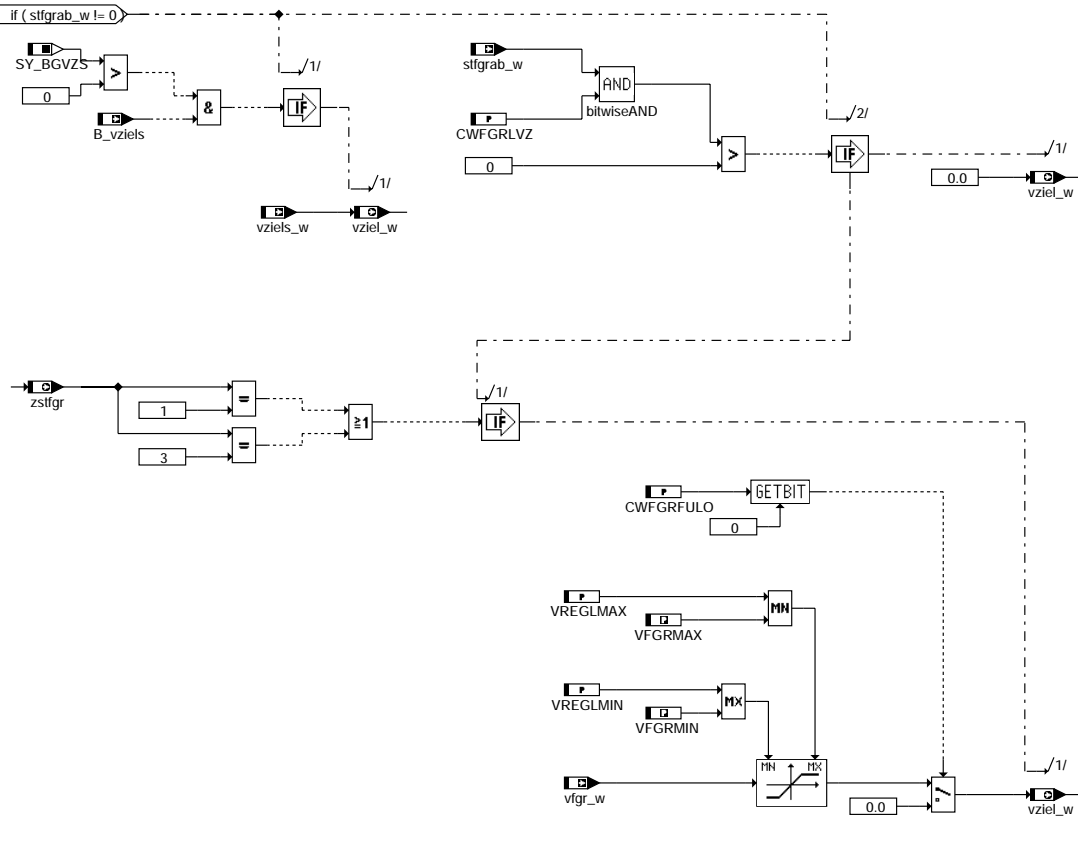 if ( stfgrab_w != 0 )
SY_BGVZS
>
0
B_vziels
&
/1/
IF
/1/
vziels_w
vziel_w
stfgrab_w
AND
bitwiseAND
P
CWFGRLVZ
0
>
/2/
IF
/1/
0.0
vziel_w
zstfgr
=
1
=
3
≥1
/1/
IF
P
CWFGRFULO
GETBIT
0
P
VREGLMAX
VFGRMAX
MN
P
VREGLMIN
VFGRMIN
MX
MN
MX
vfgr_w
0.0
/1/
vziel_w